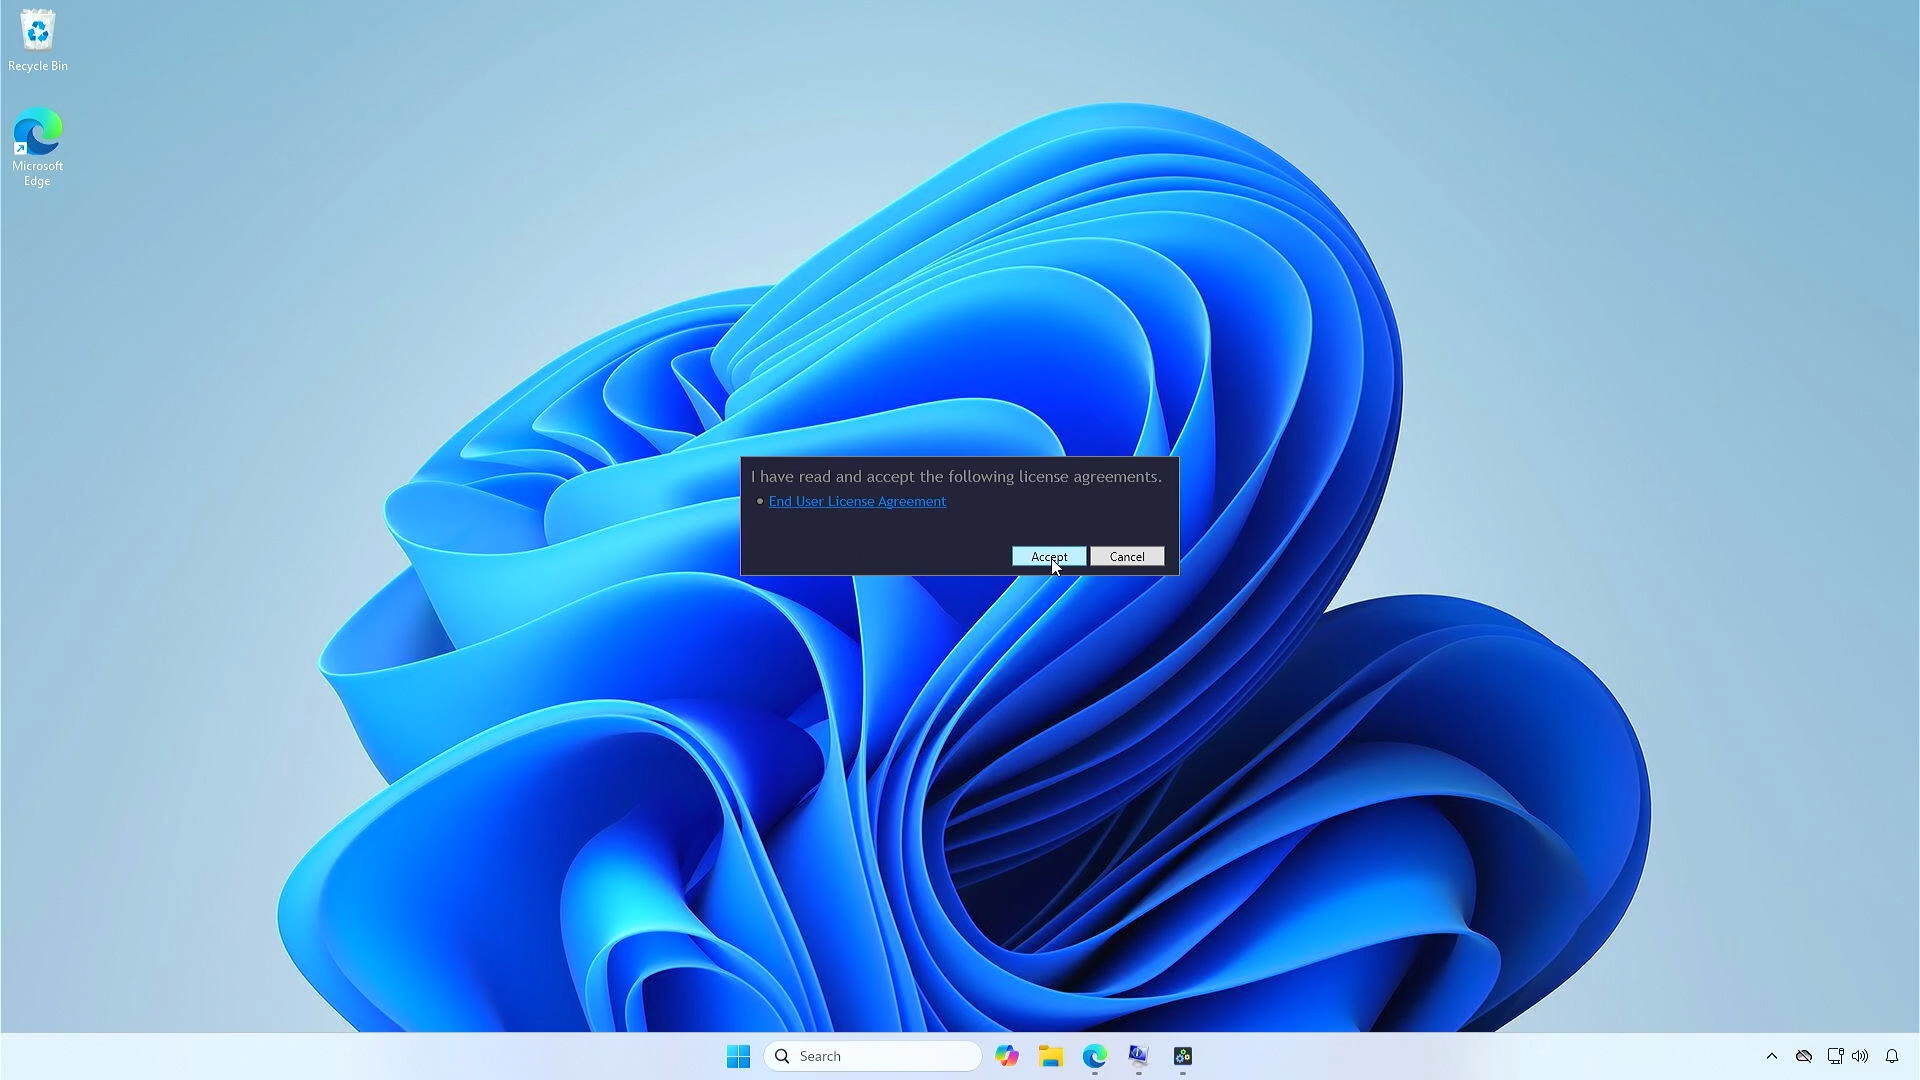 Recycle Bin
Microsoft
Edge
I have read and accept the following license agreements.
End User License Agreement
Accept
Cancel
Search